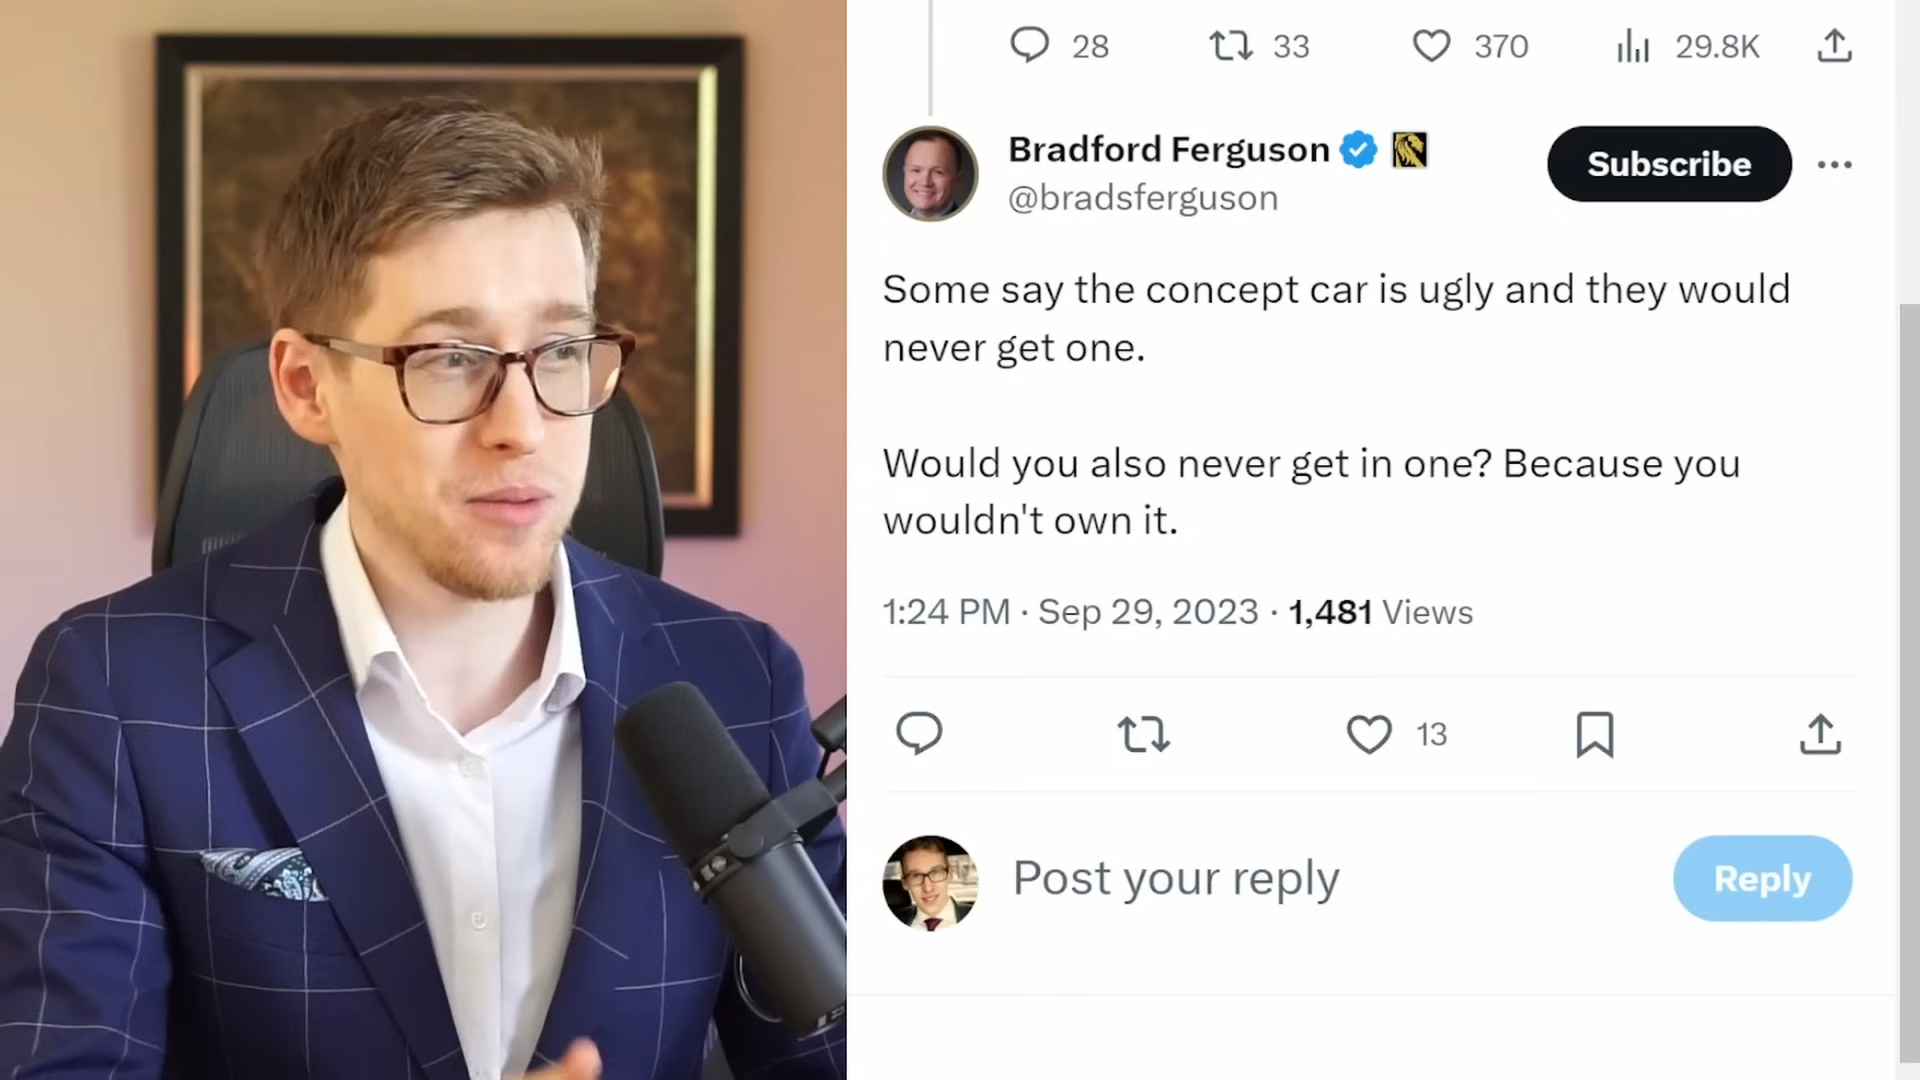 28 33 370 29.8K
Bradford Ferguson
Subscribe
@bradsferguson
Some say the concept car is ugly and they would
never get one.
Would you also never get in one? Because you
wouldn't own it.
1:24 PM · Sep 29, 2023 · 1,481 Views
13
Post your reply
Reply